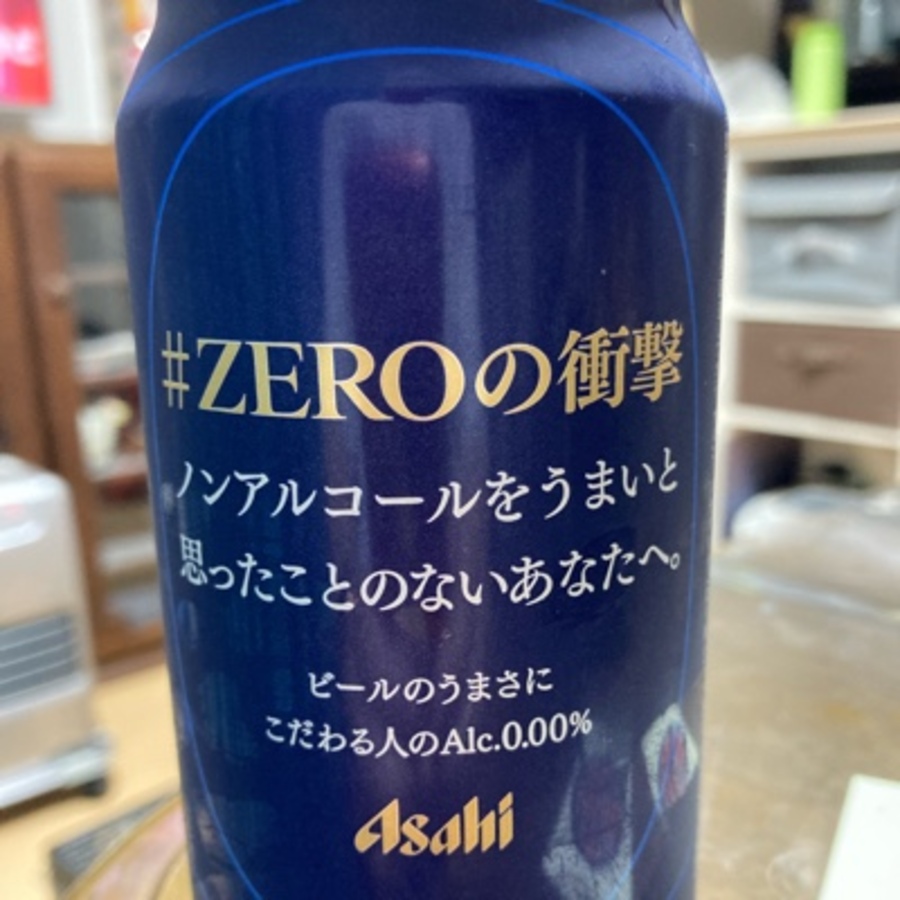 #ZEROの衝撃
ノンアルコールをうまいと
思ったことのないあなたへ。
ビールのうまさに
こだわる人のAlc.0.00%
Asahi